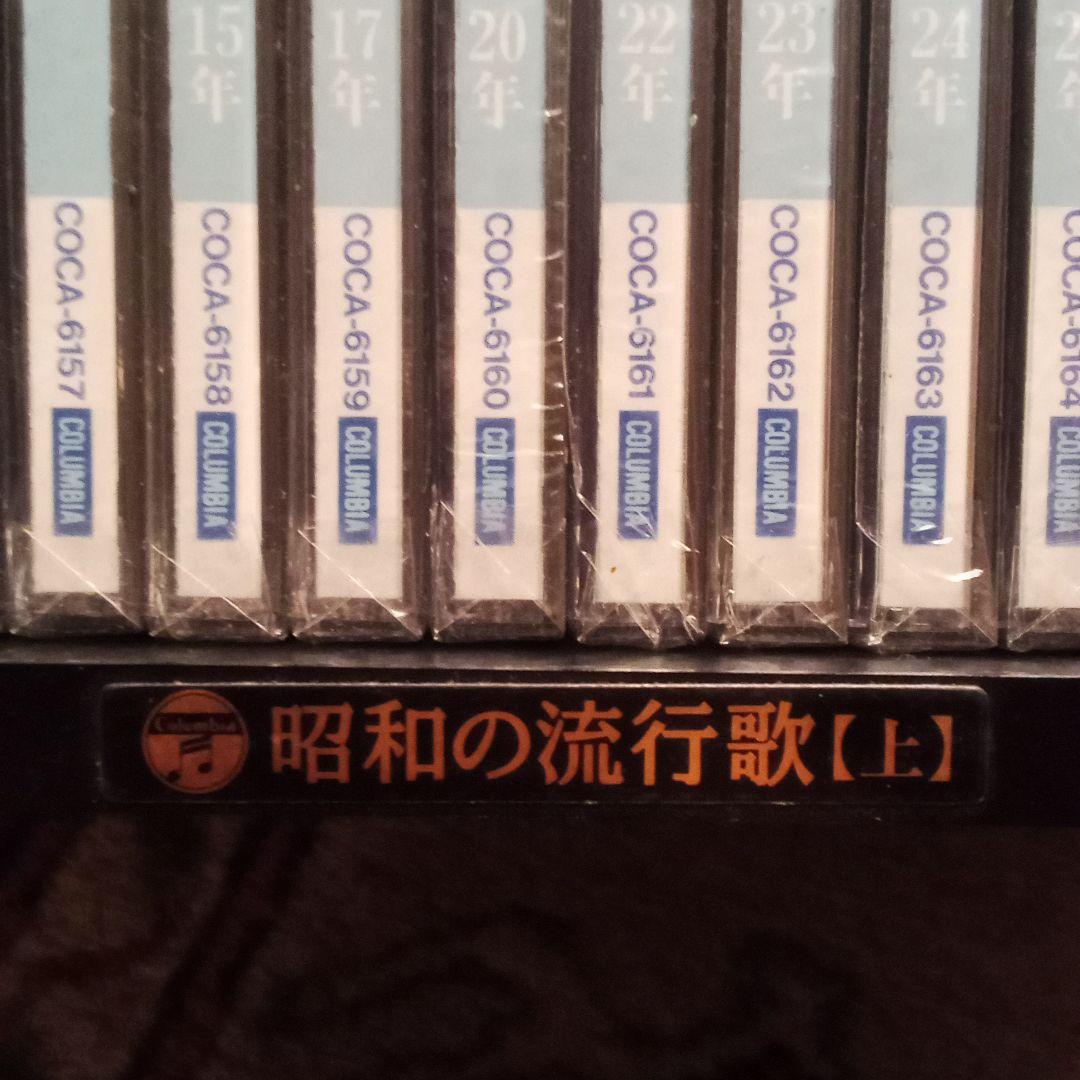 COCA-6157 COLUMBIA
15年 COCA-6158 COLUMBIA
17年 COCA-6159 COLUMBIA
20年 COCA-6160 COLUMBIA
22年 COCA-6161 COLUMBIA
23年 COCA-6162 COLUMBIA
24年 COCA-6163 COLUMBIA
COCA-6164 COLUMBIA
Columbia 昭和の流行歌【上】